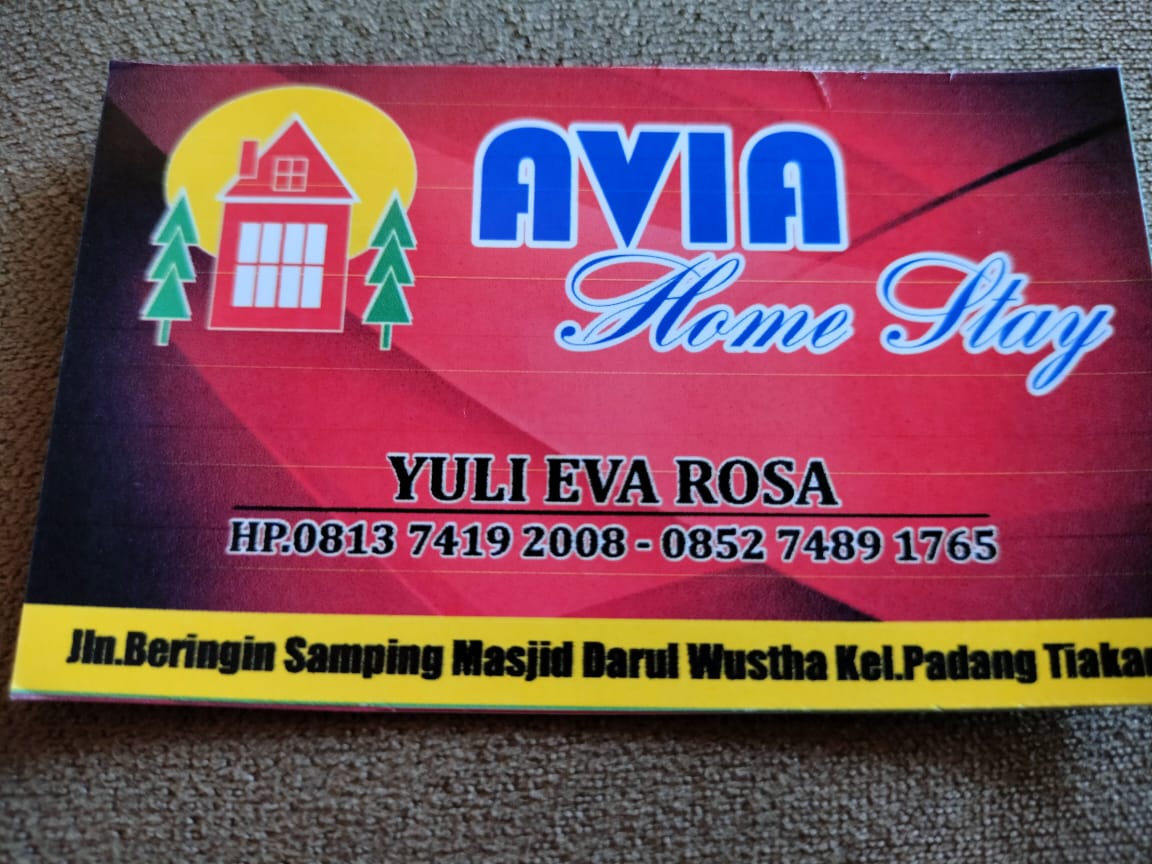 AVIA
Home Stay
YULI EVA ROSA
HP.0813 7419 2008 - 0852 7489 1765
Jln.Beringin Samping Masjid Darul Wustha Kel.Padang Tiakar